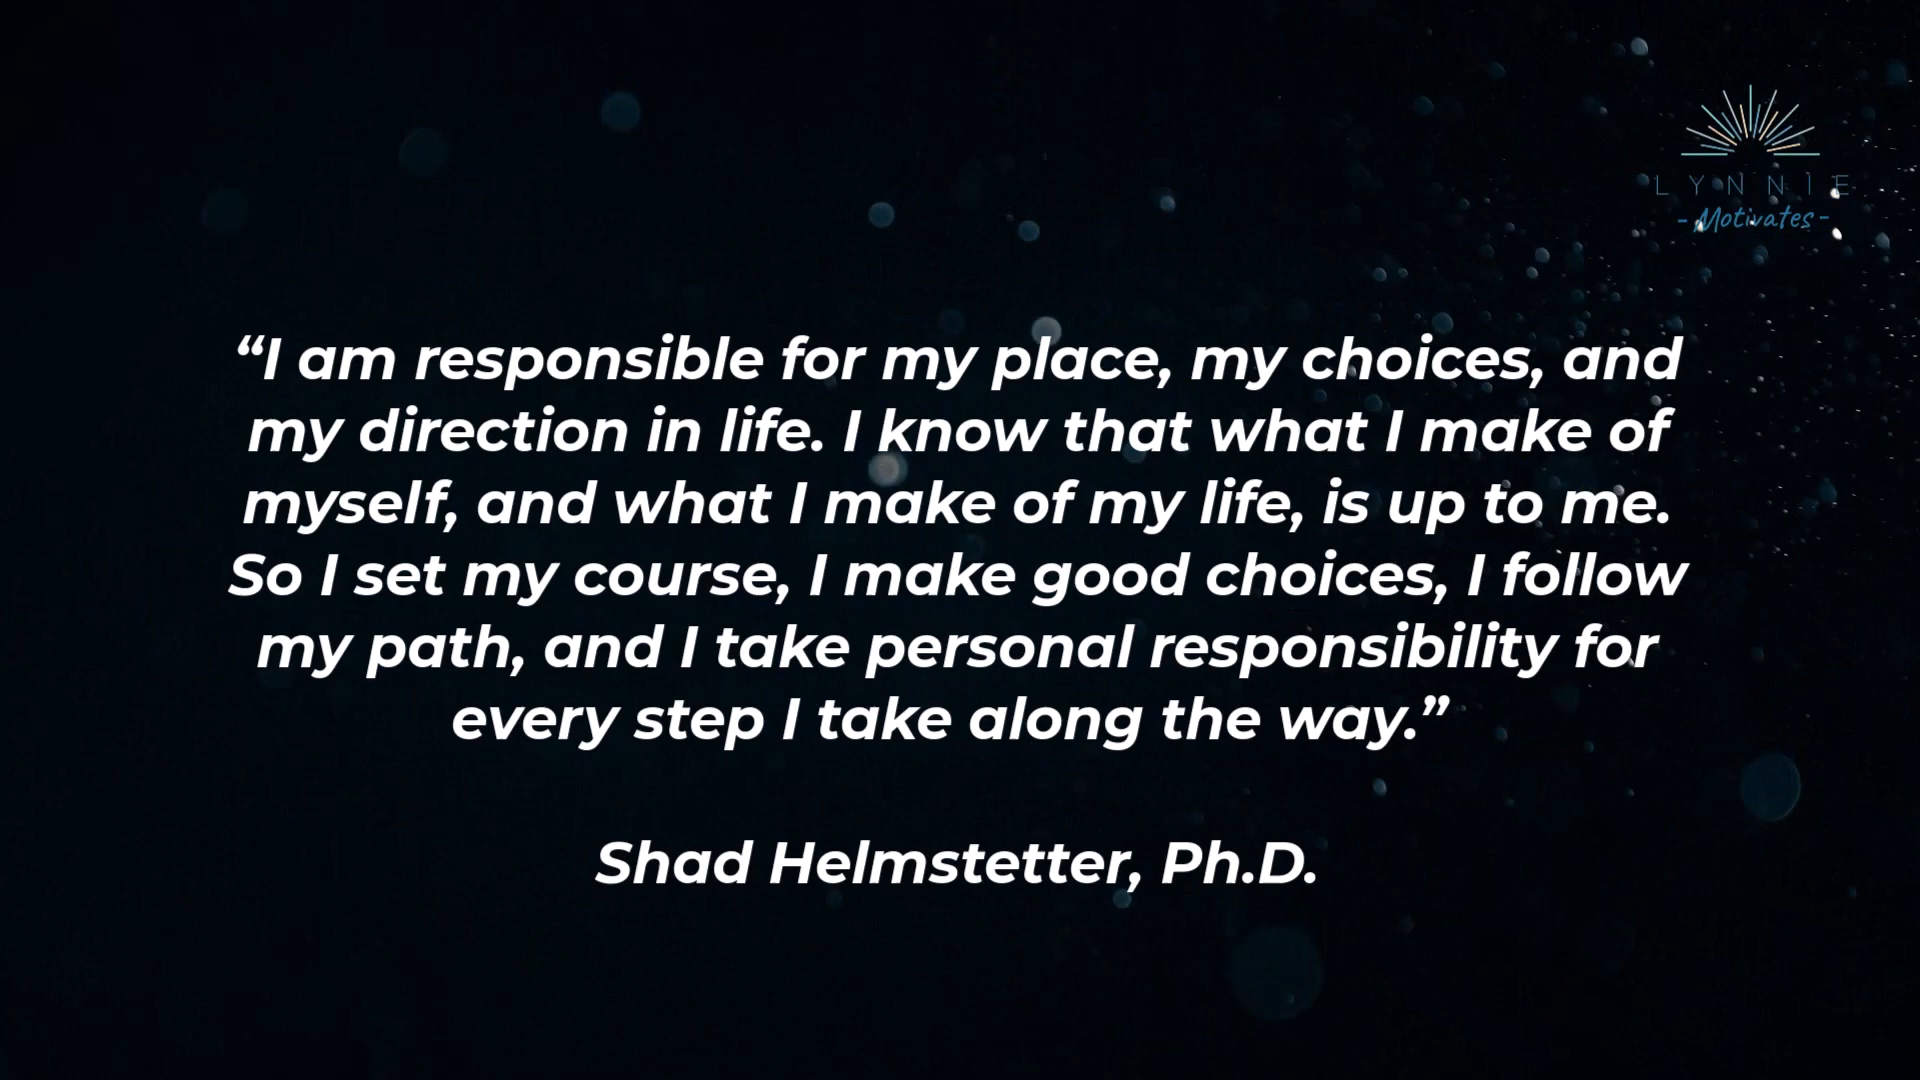 LYNNIE
- Motivates -
“I am responsible for my place, my choices, and
my direction in life. I know that what I make of
myself, and what I make of my life, is up to me.
So I set my course, I make good choices, I follow
my path, and I take personal responsibility for
every step I take along the way.”
Shad Helmstetter, Ph.D.